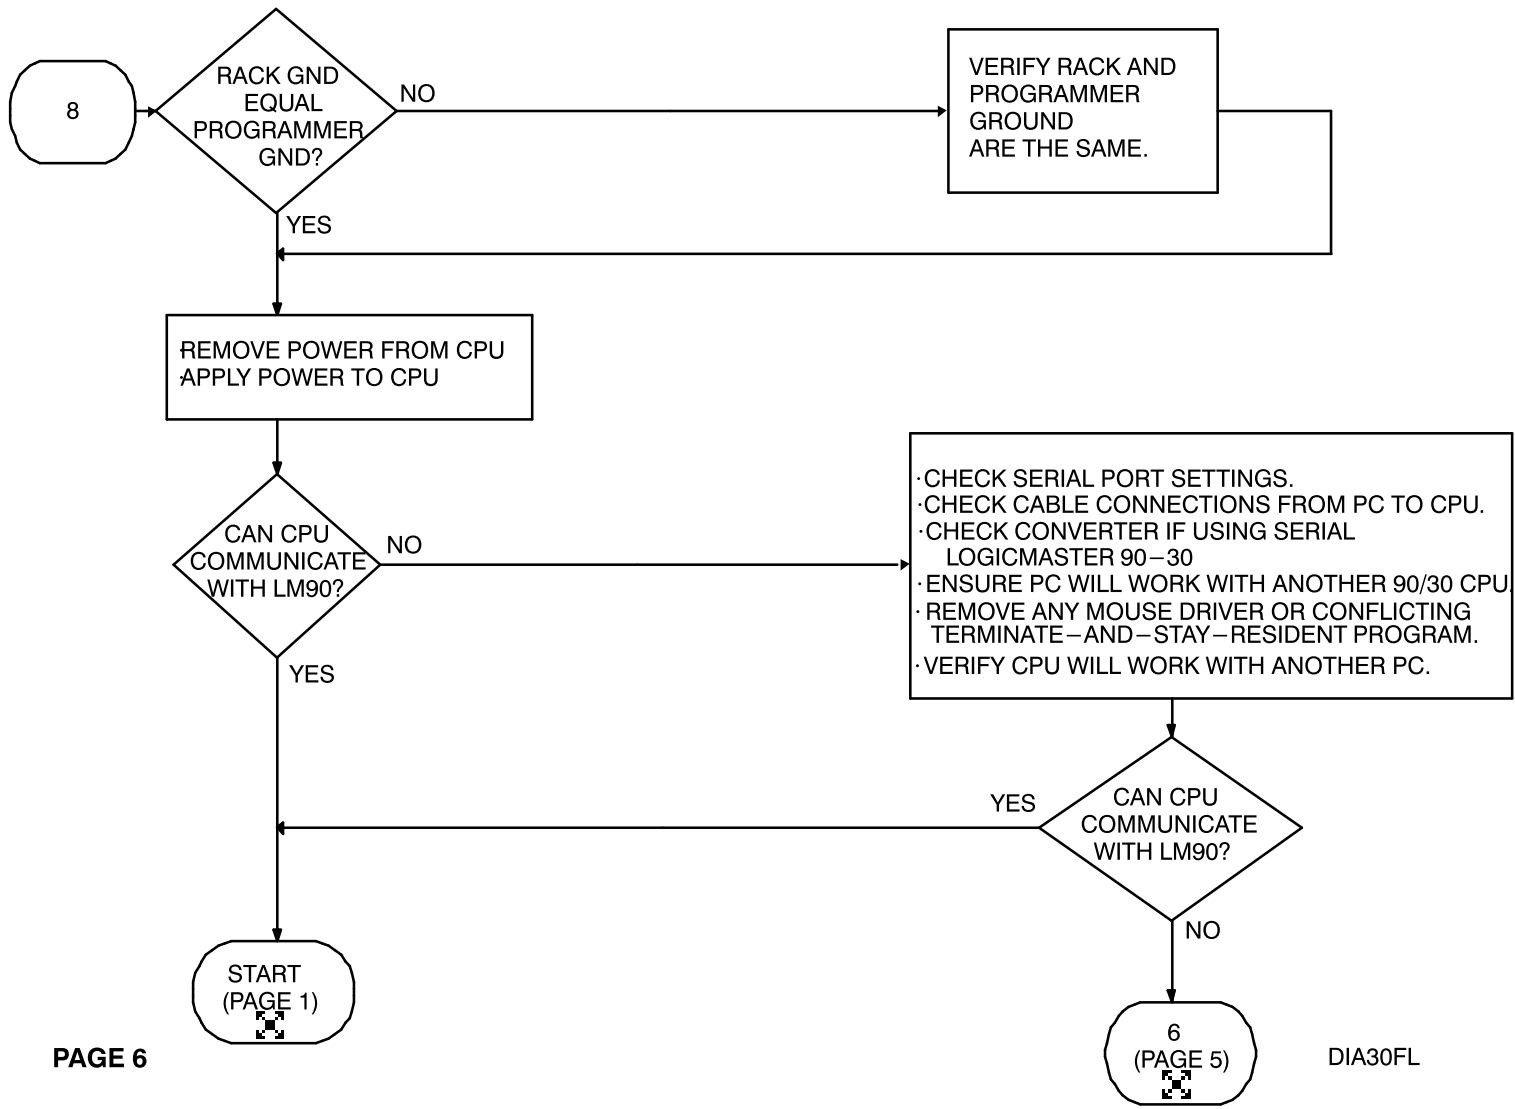 8
RACK GND
EQUAL
PROGRAMMER
GND?
NO
YES
VERIFY RACK AND
PROGRAMMER
GROUND
ARE THE SAME.
·REMOVE POWER FROM CPU
·APPLY POWER TO CPU
CAN CPU
COMMUNICATE
WITH LM90?
NO
YES
·CHECK SERIAL PORT SETTINGS.
·CHECK CABLE CONNECTIONS FROM PC TO CPU.
·CHECK CONVERTER IF USING SERIAL
LOGICMASTER 90–30
·ENSURE PC WILL WORK WITH ANOTHER 90/30 CPU.
·REMOVE ANY MOUSE DRIVER OR CONFLICTING
TERMINATE–AND–STAY–RESIDENT PROGRAM.
·VERIFY CPU WILL WORK WITH ANOTHER PC.
YES
CAN CPU
COMMUNICATE
WITH LM90?
NO
START
(PAGE 1)
6
(PAGE 5)
PAGE 6
DIA30FL